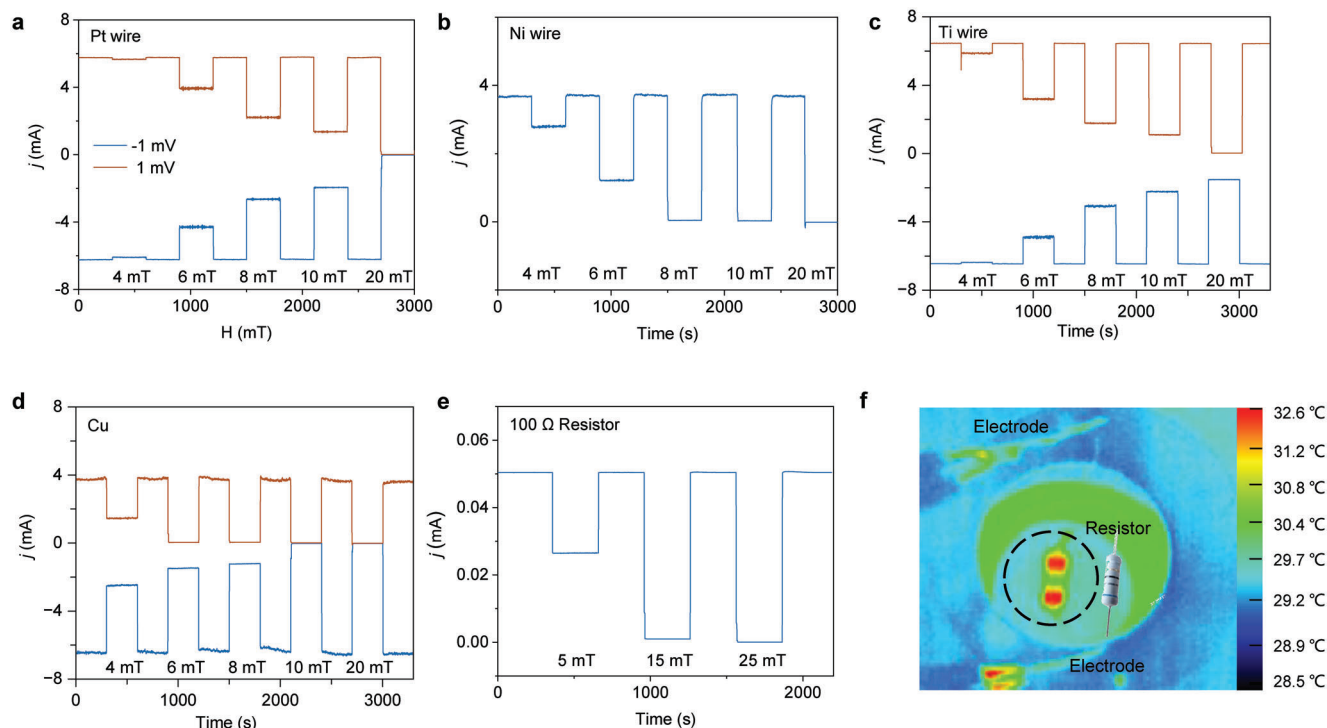 a
Pt wire
8
4
0
-4
-8
j (mA)
-1 mV
1 mV
4 mT 6 mT 8 mT 10 mT 20 mT
0 1000 2000 3000
H (mT)
b
Ni wire
4
0
j (mA)
4 mT 6 mT 8 mT 10 mT 20 mT
0 1000 2000 3000
Time (s)
c
Ti wire
8
4
0
−4
−8
j (mA)
4 mT 6 mT 8 mT 10 mT 20 mT
0 1000 2000 3000
Time (s)
d
Cu
8
4
0
−4
−8
j (mA)
4 mT 6 mT 8 mT 10 mT 20 mT
0 1000 2000 3000
Time (s)
e
100 Ω Resistor
0.06
0.04
0.02
0.00
j (mA)
5 mT 15 mT 25 mT
0 1000 2000
Time (s)
f
Electrode
Resistor
Electrode
32.6 ℃
31.2 ℃
30.8 ℃
30.4 ℃
29.7 ℃
29.2 ℃
28.9 ℃
28.5 ℃